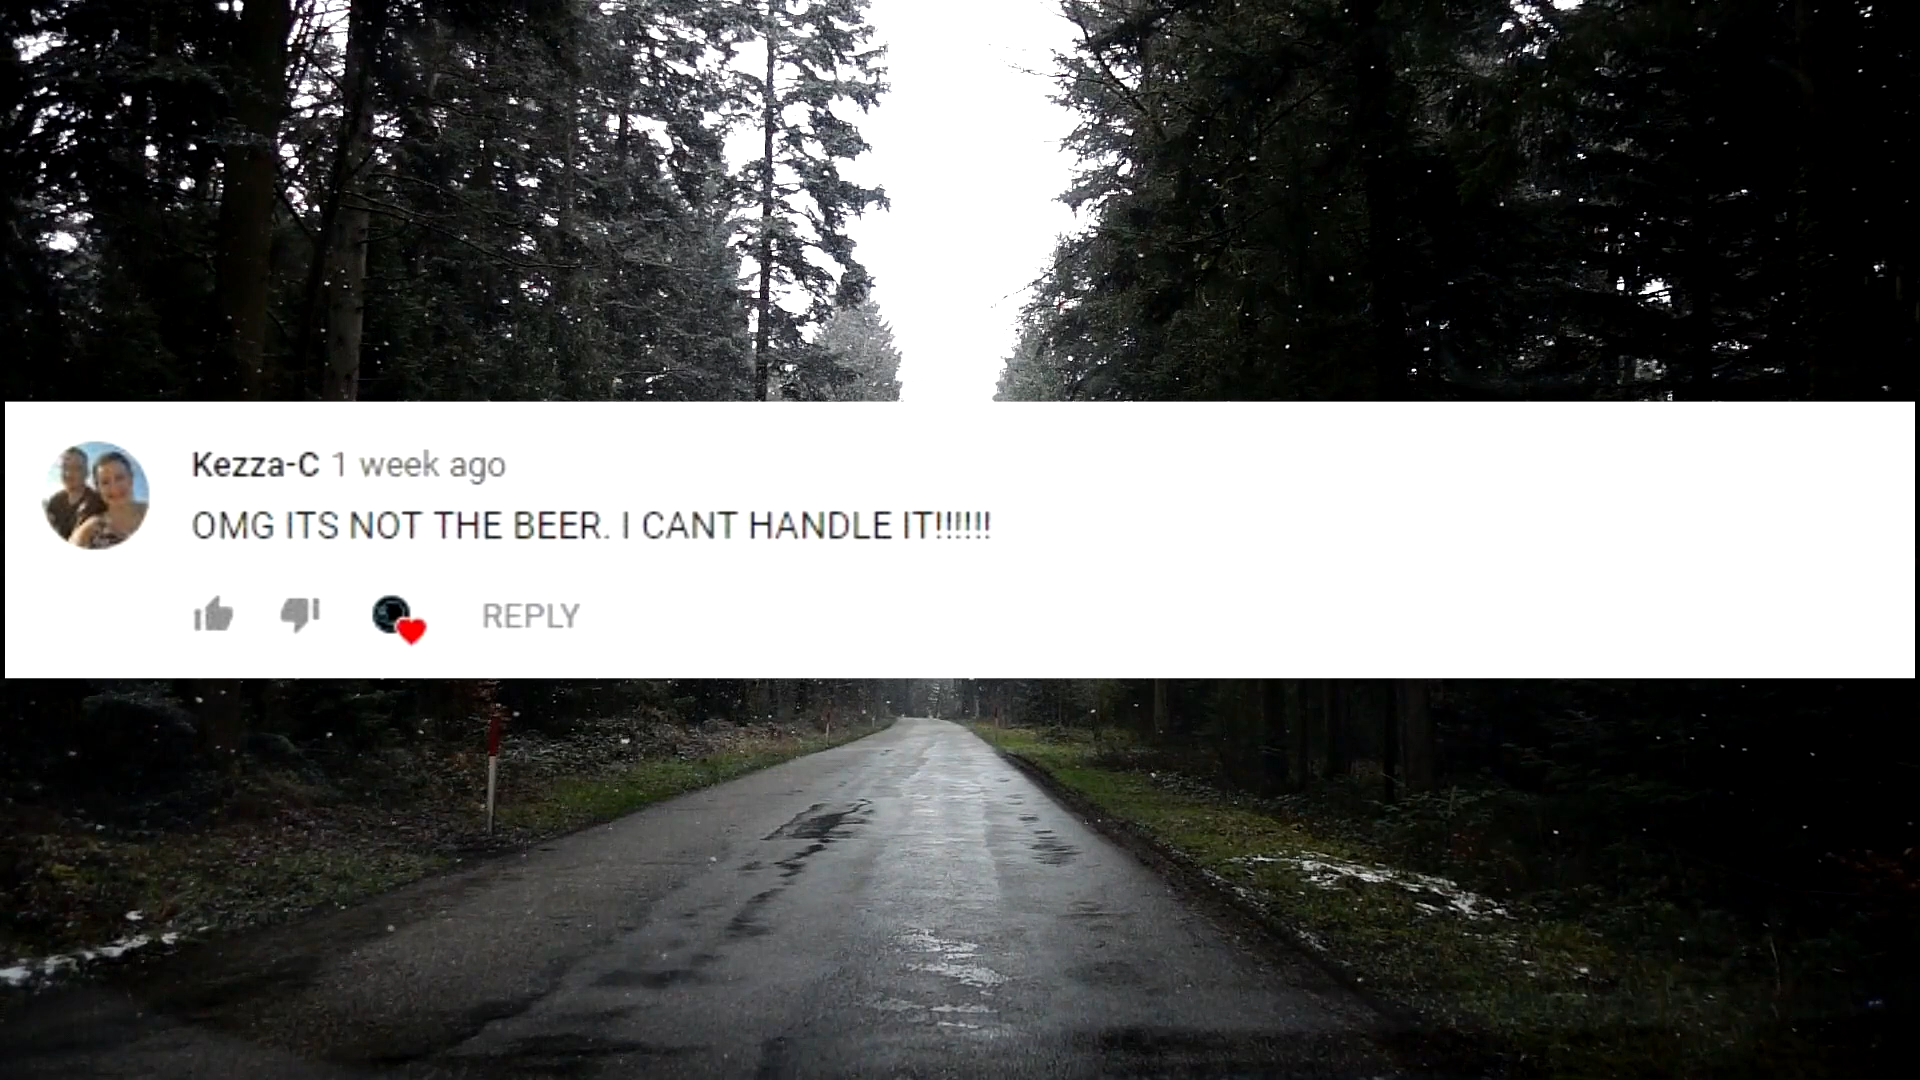 Kezza-C 1 week ago
OMG ITS NOT THE BEER. I CANT HANDLE IT!!!!!!
REPLY